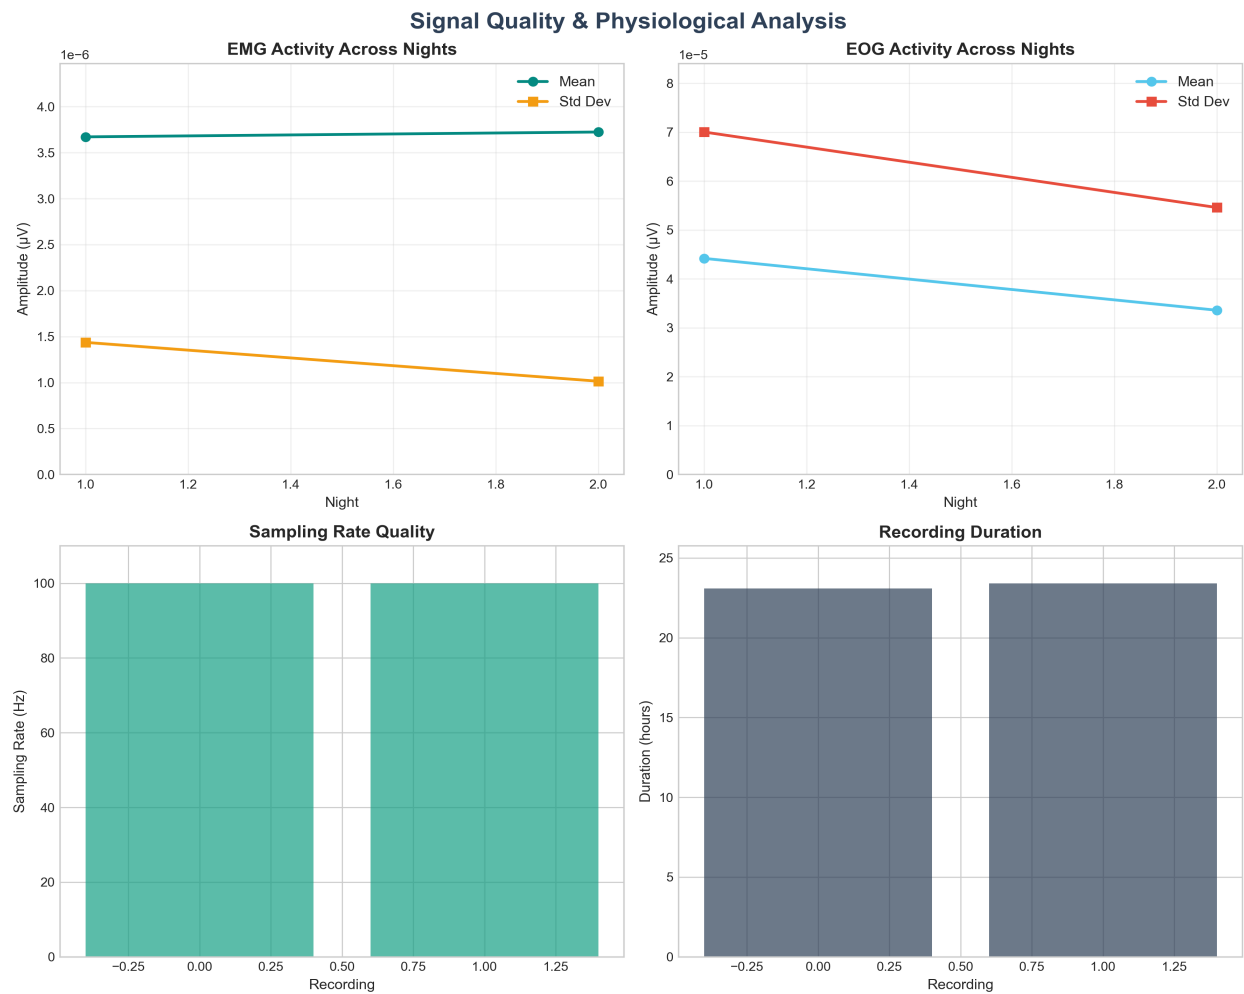 Signal Quality & Physiological Analysis
EMG Activity Across Nights
1e−6
Mean
Std Dev
4.0
3.5
3.0
2.5
2.0
1.5
1.0
0.5
0.0
Amplitude (μV)
1.0 1.2 1.4 1.6 1.8 2.0
Night
EOG Activity Across Nights
1e−5
Mean
Std Dev
8
7
6
5
4
3
2
1
0
Amplitude (μV)
1.0 1.2 1.4 1.6 1.8 2.0
Night
Sampling Rate Quality
100
80
60
40
20
0
Sampling Rate (Hz)
−0.25 0.00 0.25 0.50 0.75 1.00 1.25
Recording
Recording Duration
25
20
15
10
5
0
Duration (hours)
−0.25 0.00 0.25 0.50 0.75 1.00 1.25
Recording